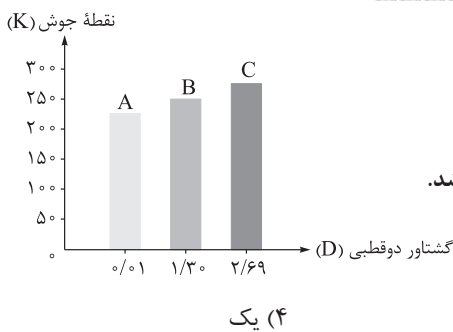 نقطهٔ جوش (K)
۳۰۰
۲۵۰
۲۰۰
۱۵۰
۱۰۰
۵۰
۰
A
B
C
۰/۰۱
۱/۳۰
۲/۶۹
گشتاور دوقطبی (D)
شد.
۴) یک